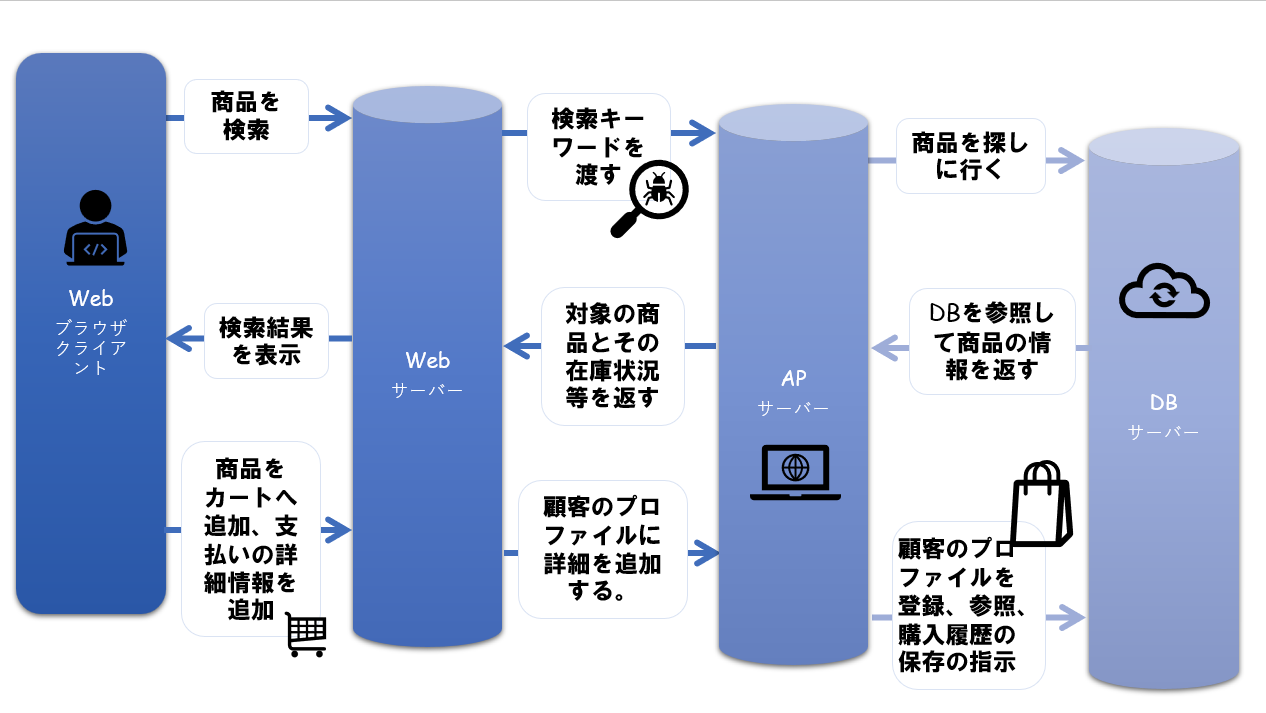 商品を
検索
検索キー
ワードを
渡す
商品を探し
に行く
Web
ブラウザ
クライア
ント
検索結果
を表示
Web
サーバー
対象の商
品とその
在庫状況
等を返す
AP
サーバー
DBを参照し
て商品の情
報を返す
DB
サーバー
商品を
カートへ
追加、支
払いの詳
細情報を
追加
顧客のプロ
ファイルに
詳細を追加
する。
顧客のプロ
ファイルを
登録、参照、
購入履歴の
保存の指示